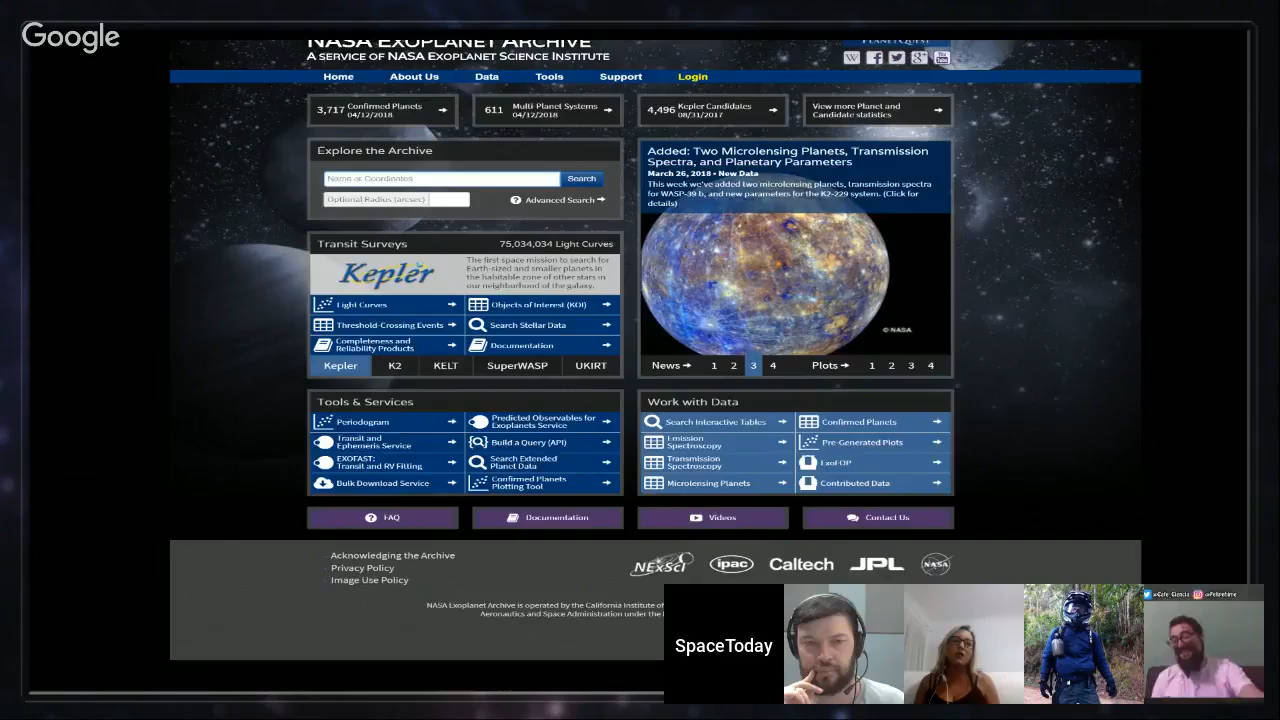 Google
NASA EXOPLANET ARCHIVE
A SERVICE OF NASA EXOPLANET SCIENCE INSTITUTE
PLANETQUEST
Home About Us Data Tools Support Login
3,717 Confirmed Planets 04/12/2018
611 Multi-Planet Systems 04/12/2018
4,496 Kepler Candidates 08/31/2017
View more Planet and Candidate statistics
Explore the Archive
Name or Coordinates
Search
Optional Radius (arcsec)
Advanced Search
Transit Surveys
75,034,034 Light Curves
Kepler
The first space mission to search for
Earth-sized and smaller planets in
the habitable zone of other stars in
our neighborhood of the galaxy.
Light Curves
Objects of Interest (KOI)
Threshold-Crossing Events
Search Stellar Data
Completeness and
Reliability Products
Documentation
Kepler K2 KELT SuperWASP UKIRT
Added: Two Microlensing Planets, Transmission
Spectra, and Planetary Parameters
March 26, 2018 • New Data
This week we've added two microlensing planets, transmission spectra
for WASP-39 b, and new parameters for the K2-229 system. (Click for
details)
© NASA
News 1 2 3 4 Plots 1 2 3 4
Tools & Services
Periodogram
Predicted Observables for
Exoplanets Service
Transit and
Ephemeris Service
Build a Query (API)
EXOFAST:
Transit and RV Fitting
Search Extended
Planet Data
Bulk Download Service
Confirmed Planets
Plotting Tool
Work with Data
Search Interactive Tables
Confirmed Planets
Emission
Spectroscopy
Pre-Generated Plots
Transmission
Spectroscopy
ExoFOP
Microlensing Planets
Contributed Data
FAQ
Documentation
Videos
Contact Us
Acknowledging the Archive
Privacy Policy
Image Use Policy
NExScI ipac Caltech JPL NASA
NASA Exoplanet Archive is operated by the California Institute of
Aeronautics and Space Administration under the
SpaceToday